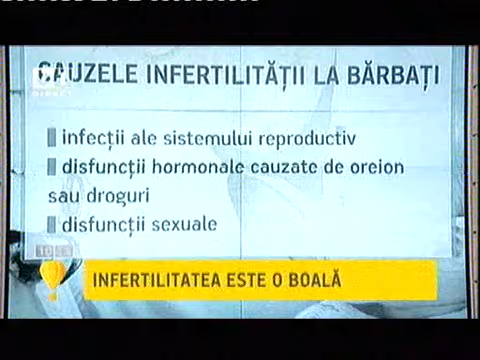 CAUZELE INFERTILITĂȚII LA BĂRBAȚI
infecții ale sistemului reproductiv
disfuncții hormonale cauzate de oreion
sau droguri
disfuncții sexuale
INFERTILITATEA ESTE O BOALĂ